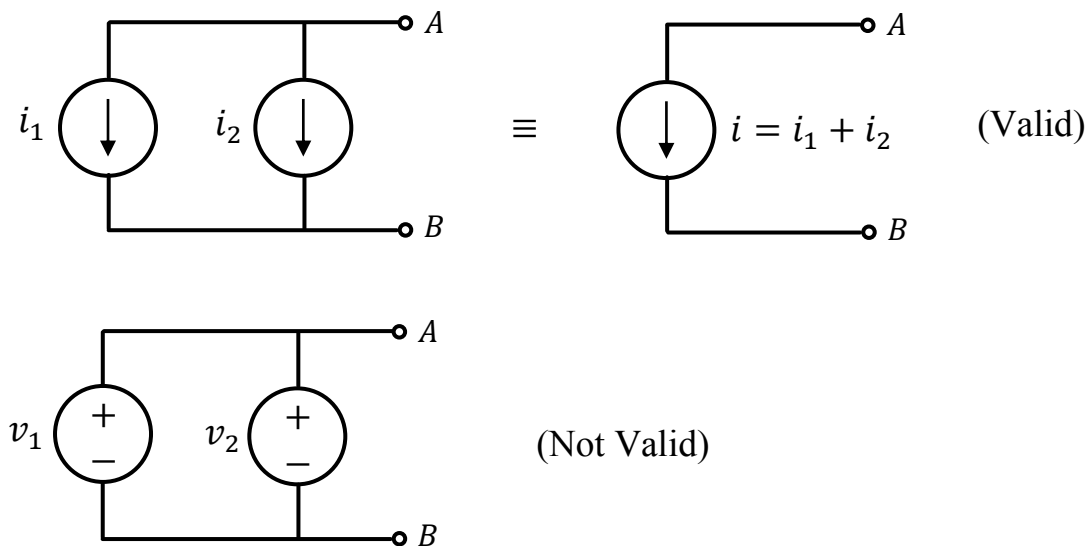 A
i₁ i₂ ≡ i = i₁ + i₂ (Valid)
B
A
B
A
+ +
v₁ v₂ (Not Valid)
− −
B